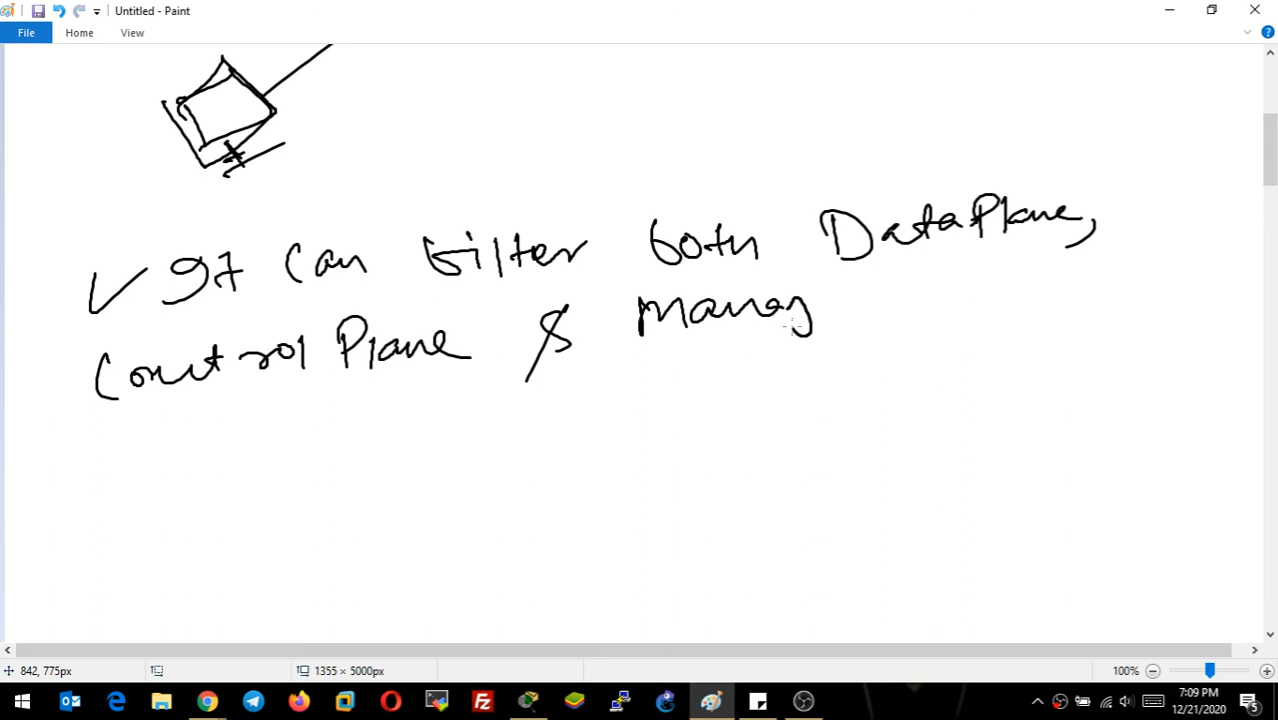 Untitled - Paint
File Home View
It can filter both DataPlane,
Control Plane & Manag
842, 775px
1355 × 5000px
100%
7:09 PM
12/21/2020
5